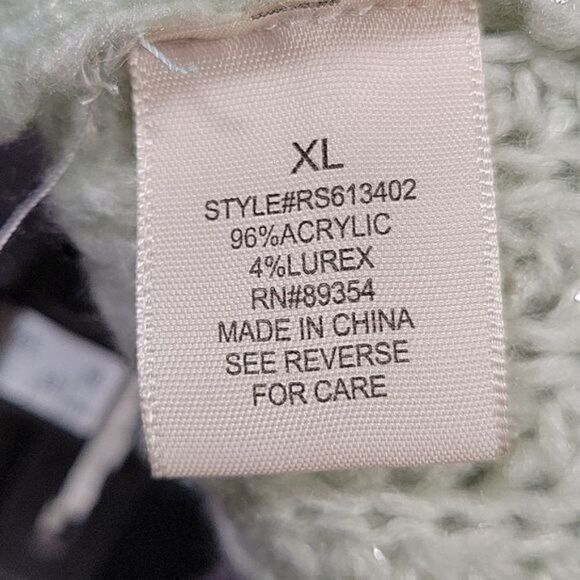 XL
STYLE#RS613402
96%ACRYLIC
4%LUREX
RN#89354
MADE IN CHINA
SEE REVERSE
FOR CARE